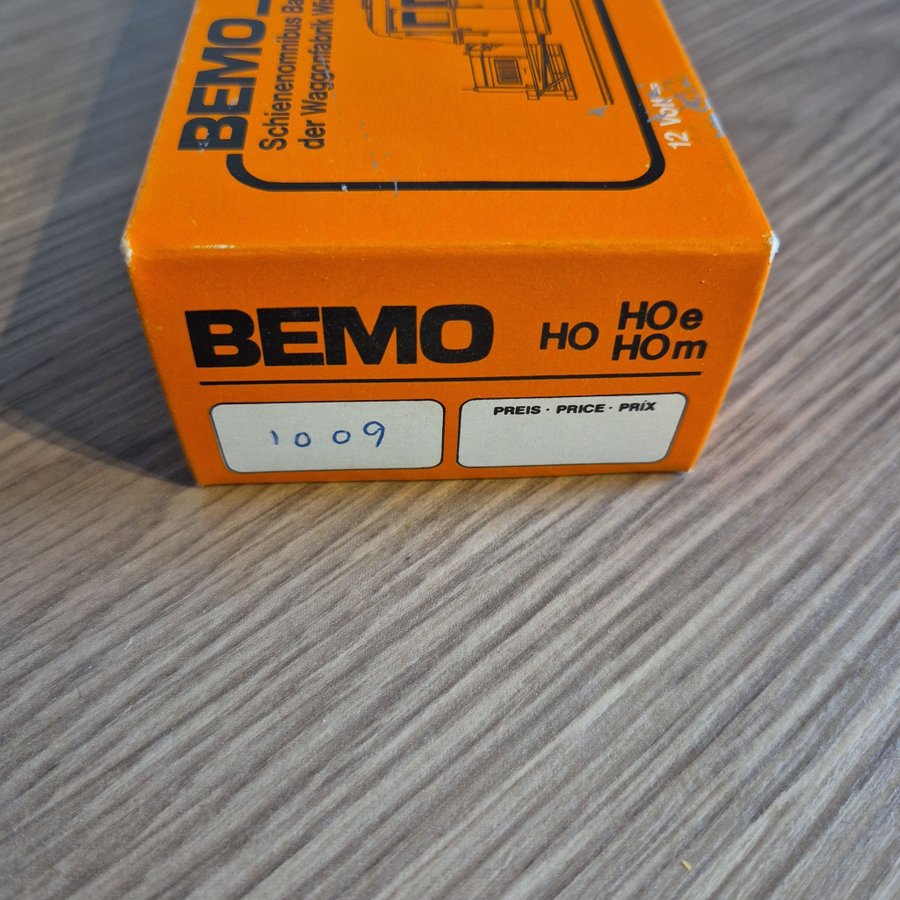 BEMO
Schienenomnibus
der Waggonfabrik
12 VOLT
BEMO
HO
HOe
HOm
1009
PREIS · PRICE · PRIX